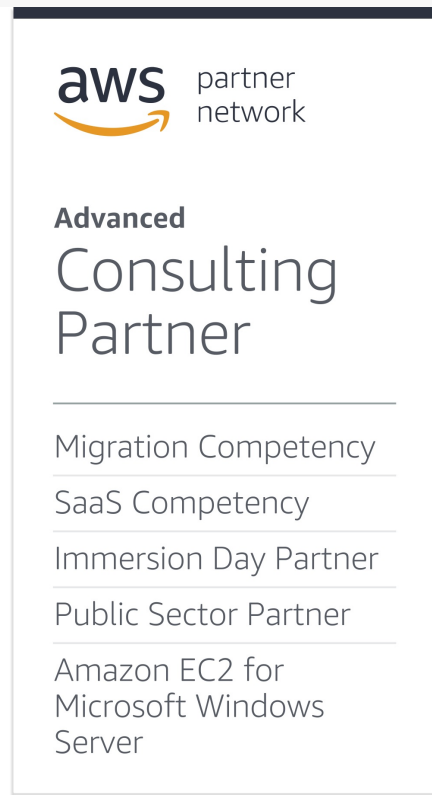 aws partner
network
Advanced
Consulting
Partner
Migration Competency
SaaS Competency
Immersion Day Partner
Public Sector Partner
Amazon EC2 for
Microsoft Windows
Server